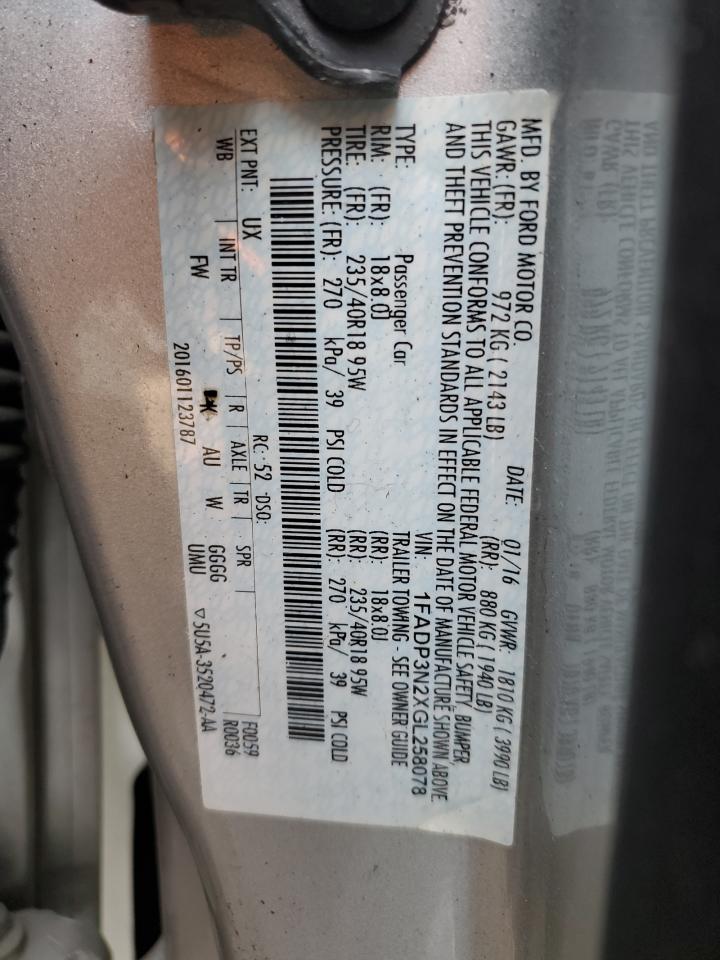 MFD. BY FORD MOTOR CO. DATE: 01/16 GVWR: 1810 KG ( 3990 LB)
GAWR: (FR): 972 KG ( 2143 LB) (RR): 880 KG ( 1940 LB)
THIS VEHICLE CONFORMS TO ALL APPLICABLE FEDERAL MOTOR VEHICLE SAFETY, BUMPER,
AND THEFT PREVENTION STANDARDS IN EFFECT ON THE DATE OF MANUFACTURE SHOWN ABOVE.
VIN: 1FADP3N2XGL258078
TYPE: Passenger Car TRAILER TOWING - SEE OWNER GUIDE
RIM: (FR): 18x8.0J (RR): 18x8.0J
TIRE: (FR): 235/40R18 95W (RR): 235/40R18 95W
PRESSURE: (FR): 270 kPa/ 39 PSI COLD (RR): 270 kPa/ 39 PSI COLD
RC: 52 DSO: F0059
EXT PNT: UX R0036
WB INT TR TP/PS R AXLE TR SPR
FW AU W GGGG
UMU
201601123787 ▽ 5U5A-3520472-AA